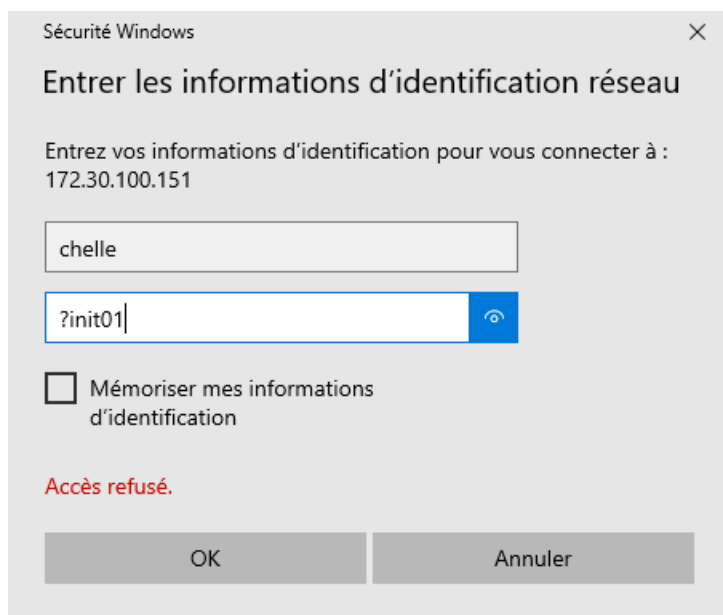 Sécurité Windows
Entrer les informations d’identification réseau
Entrez vos informations d’identification pour vous connecter à :
172.30.100.151
chelle
?init01
Mémoriser mes informations
d’identification
Accès refusé.
OK
Annuler